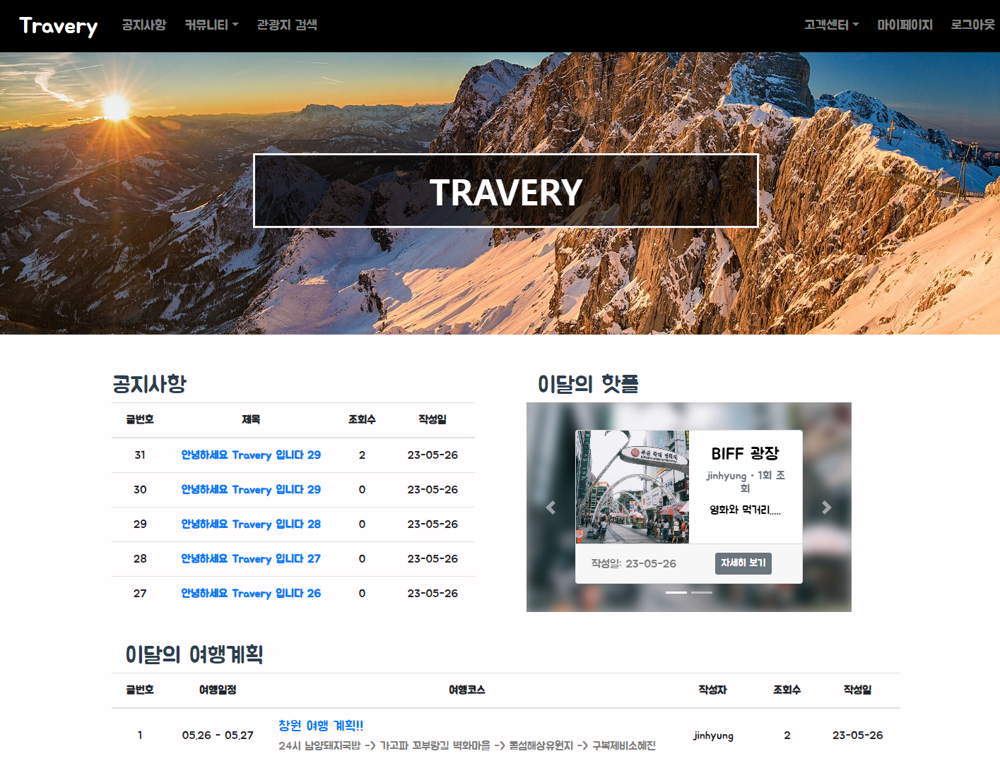 Travery 공지사항 커뮤니티 관광지 검색 고객센터 마이페이지 로그아웃
TRAVERY
공지사항
글번호 제목 조회수 작성일
31 안녕하세요 Travery 입니다 29 2 23-05-26
30 안녕하세요 Travery 입니다 29 0 23-05-26
29 안녕하세요 Travery 입니다 28 0 23-05-26
28 안녕하세요 Travery 입니다 27 0 23-05-26
27 안녕하세요 Travery 입니다 26 0 23-05-26
이달의 핫플
BIFF 광장
jinhyung · 1회 조
회
영화와 먹거리.....
작성일: 23-05-26 자세히 보기
이달의 여행계획
글번호 여행일정 여행코스 작성자 조회수 작성일
1 05.26 - 05.27 창원 여행 계획!! jinhyung 2 23-05-26
24시 남양돼지국밥 -> 가고파 꼬부랑길 벽화마을 -> 돝섬해상유원지 -> 구복제비소혜진